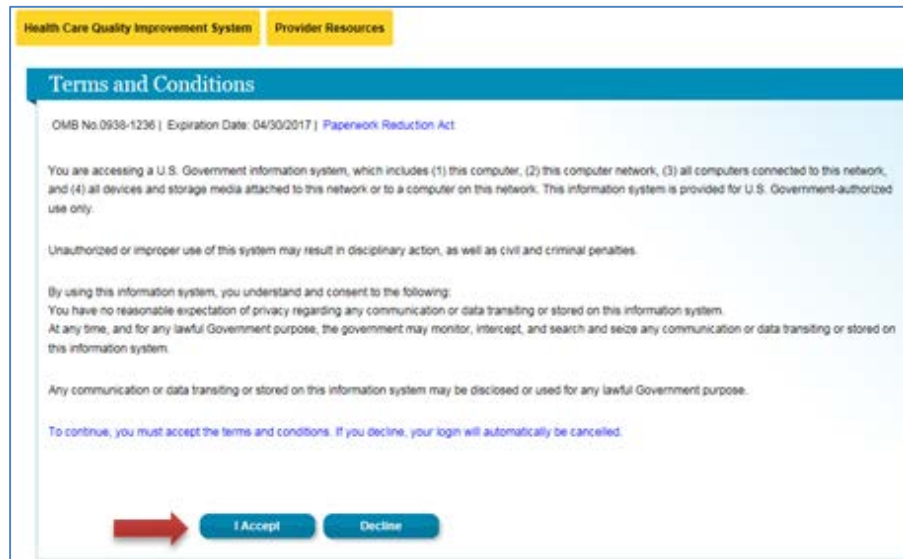 Health Care Quality Improvement System Provider Resources
Terms and Conditions
OMB No.0938-1236 | Expiration Date: 04/30/2017 | Paperwork Reduction Act
You are accessing a U.S. Government information system, which includes (1) this computer, (2) this computer network, (3) all computers connected to this network,
and (4) all devices and storage media attached to this network or to a computer on this network. This information system is provided for U.S. Government-authorized
use only.
Unauthorized or improper use of this system may result in disciplinary action, as well as civil and criminal penalties.
By using this information system, you understand and consent to the following:
You have no reasonable expectation of privacy regarding any communication or data transiting or stored on this information system.
At any time, and for any lawful Government purpose, the government may monitor, intercept, and search and seize any communication or data transiting or stored on
this information system.
Any communication or data transiting or stored on this information system may be disclosed or used for any lawful Government purpose.
To continue, you must accept the terms and conditions. If you decline, your login will automatically be cancelled.
I Accept Decline